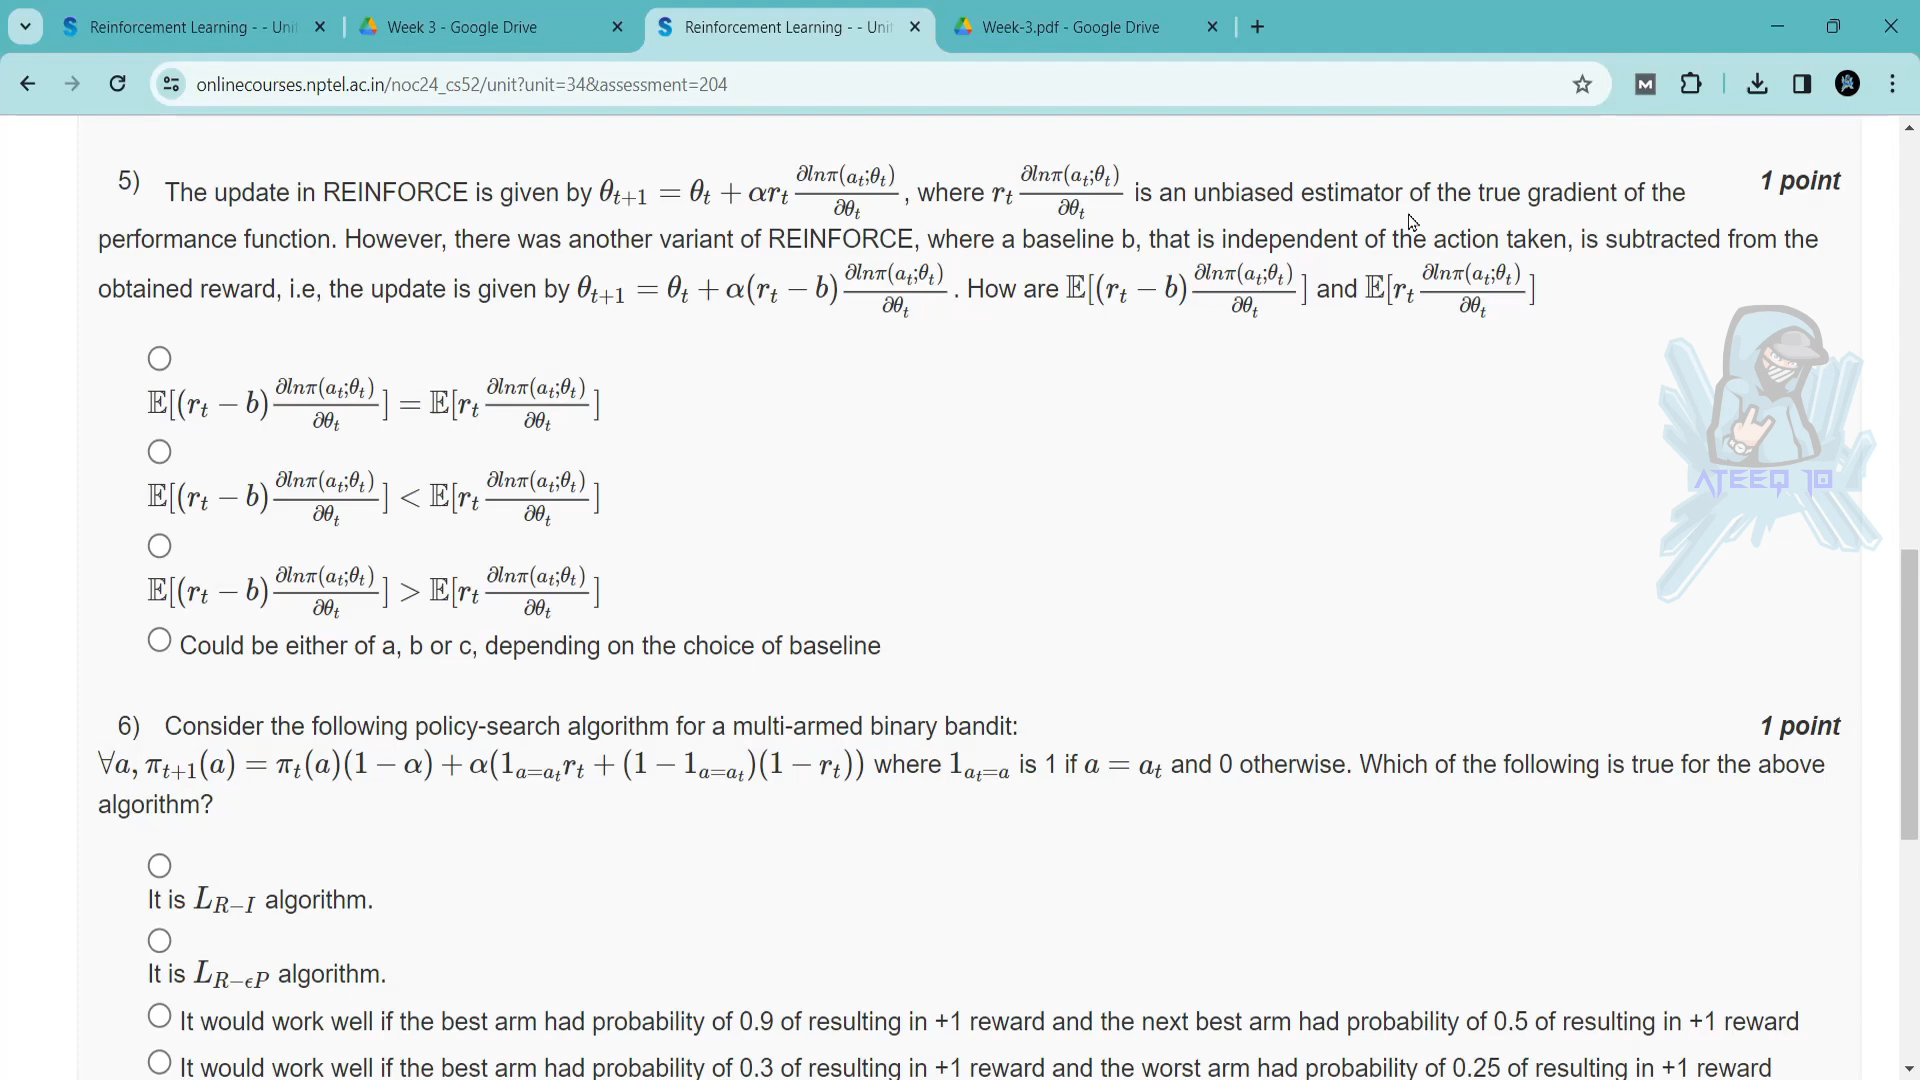 Reinforcement Learning - - Uni
Week 3 - Google Drive
Reinforcement Learning - - Unit
Week-3.pdf - Google Drive
onlinecourses.nptel.ac.in/noc24_cs52/unit?unit=34&assessment=204
5) The update in REINFORCE is given by θ_{t+1} = θ_t + αr_t ∂lnπ(a_t;θ_t)/∂θ_t, where r_t ∂lnπ(a_t;θ_t)/∂θ_t is an unbiased estimator of the true gradient of the 1 point
performance function. However, there was another variant of REINFORCE, where a baseline b, that is independent of the action taken, is subtracted from the
obtained reward, i.e, the update is given by θ_{t+1} = θ_t + α(r_t − b) ∂lnπ(a_t;θ_t)/∂θ_t. How are 𝔼[(r_t − b) ∂lnπ(a_t;θ_t)/∂θ_t] and 𝔼[r_t ∂lnπ(a_t;θ_t)/∂θ_t]
𝔼[(r_t − b) ∂lnπ(a_t;θ_t)/∂θ_t] = 𝔼[r_t ∂lnπ(a_t;θ_t)/∂θ_t]
𝔼[(r_t − b) ∂lnπ(a_t;θ_t)/∂θ_t] < 𝔼[r_t ∂lnπ(a_t;θ_t)/∂θ_t]
𝔼[(r_t − b) ∂lnπ(a_t;θ_t)/∂θ_t] > 𝔼[r_t ∂lnπ(a_t;θ_t)/∂θ_t]
Could be either of a, b or c, depending on the choice of baseline
ATEEQ 10
6) Consider the following policy-search algorithm for a multi-armed binary bandit: 1 point
∀a, π_{t+1}(a) = π_t(a)(1 − α) + α(1_{a=a_t}r_t + (1 − 1_{a=a_t})(1 − r_t)) where 1_{a_t=a} is 1 if a = a_t and 0 otherwise. Which of the following is true for the above
algorithm?
It is L_{R−I} algorithm.
It is L_{R−ϵP} algorithm.
It would work well if the best arm had probability of 0.9 of resulting in +1 reward and the next best arm had probability of 0.5 of resulting in +1 reward
It would work well if the best arm had probability of 0.3 of resulting in +1 reward and the worst arm had probability of 0.25 of resulting in +1 reward